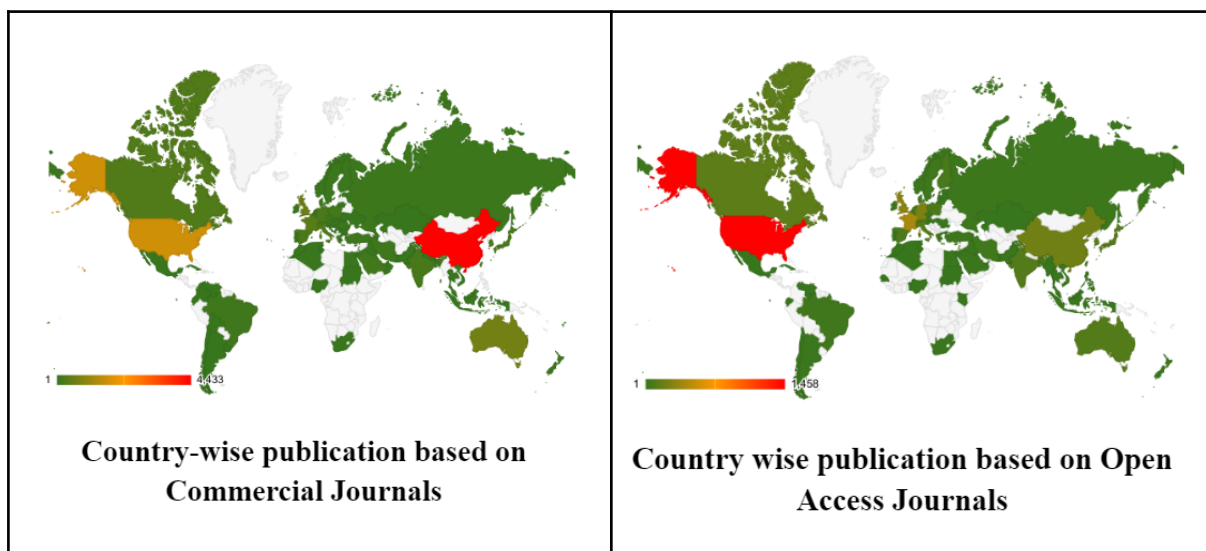 1
4,433
Country-wise publication based on
Commercial Journals
1
1,458
Country wise publication based on Open
Access Journals